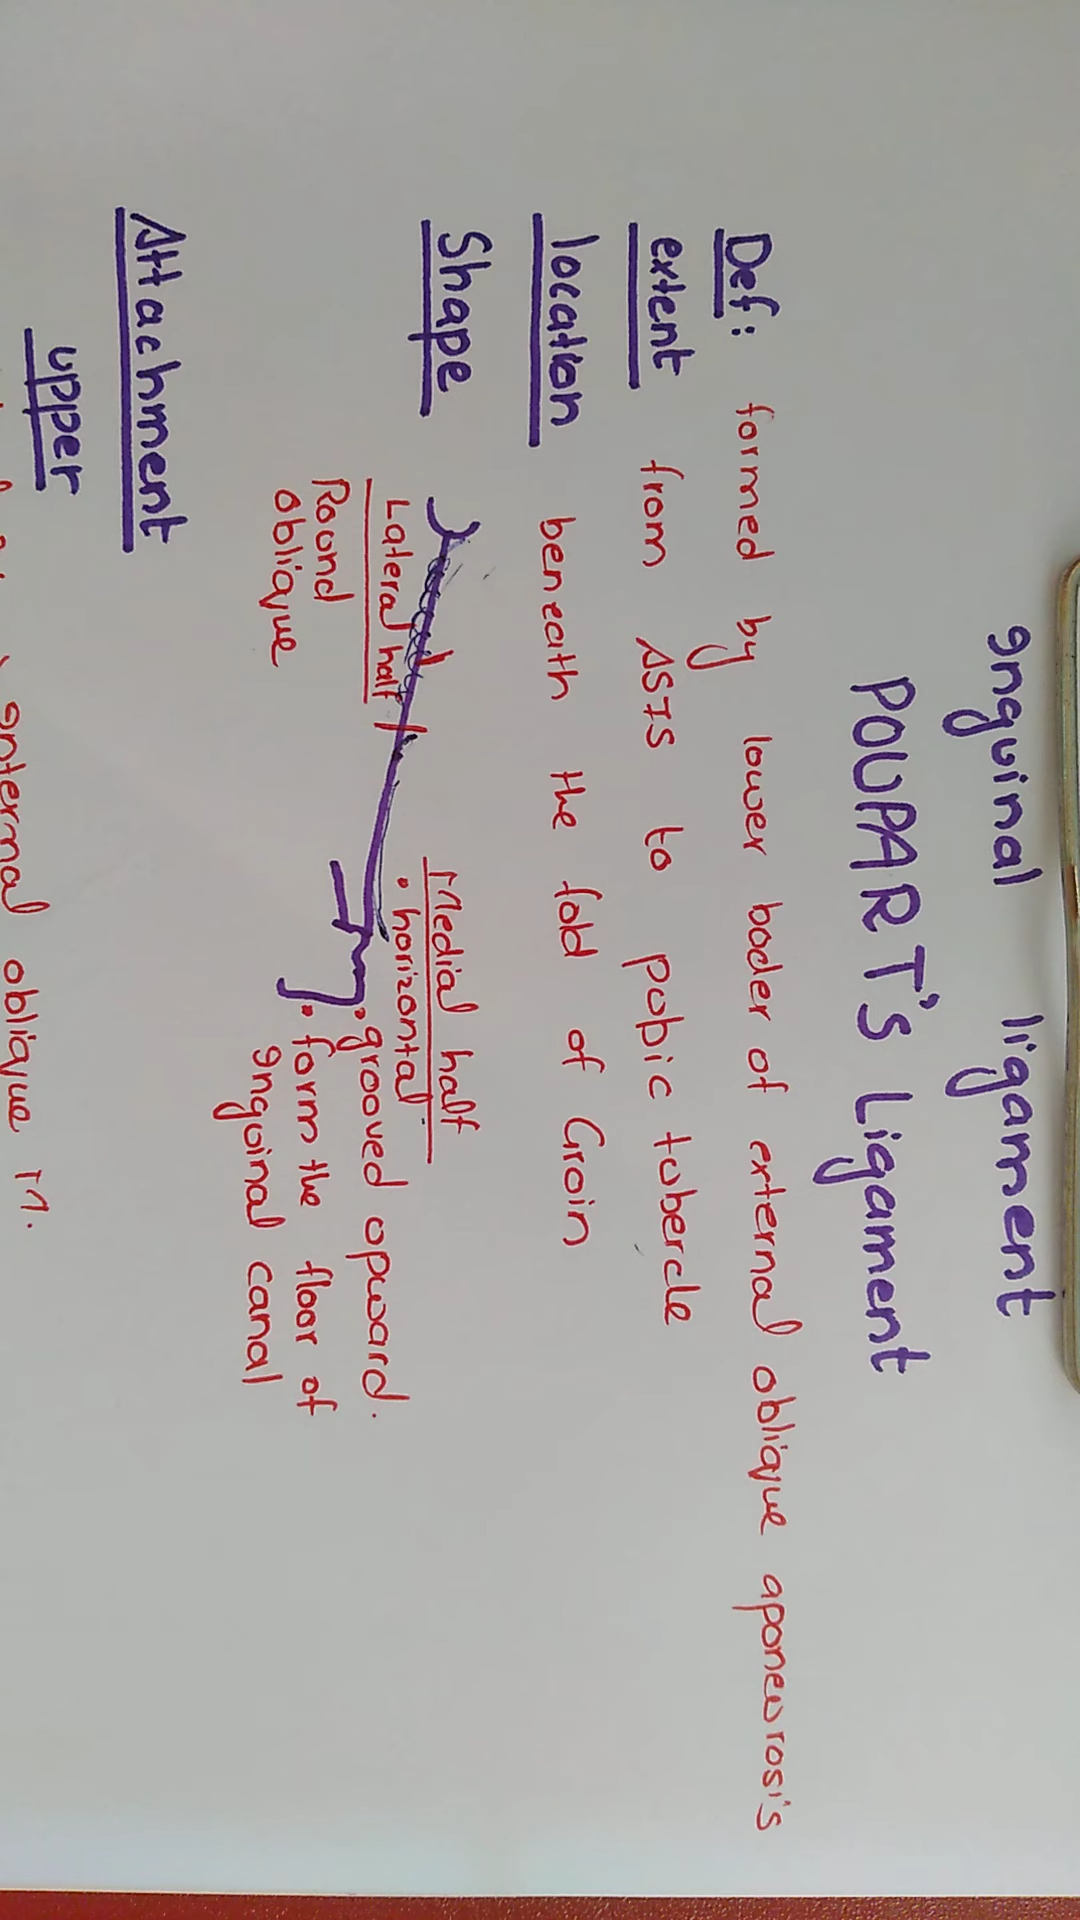 Inguinal ligament
POUPART's Ligament
Def: formed by lower boder of external oblique aponeurosis
extent from ASIS to pubic tubercle
location beneath the fold of Groin
Shape
Lateral half
Round
oblique
Medial half
• horizontal
• grooved upward.
• form the floor of
Inguinal canal
Attachment
upper
internal oblique M.